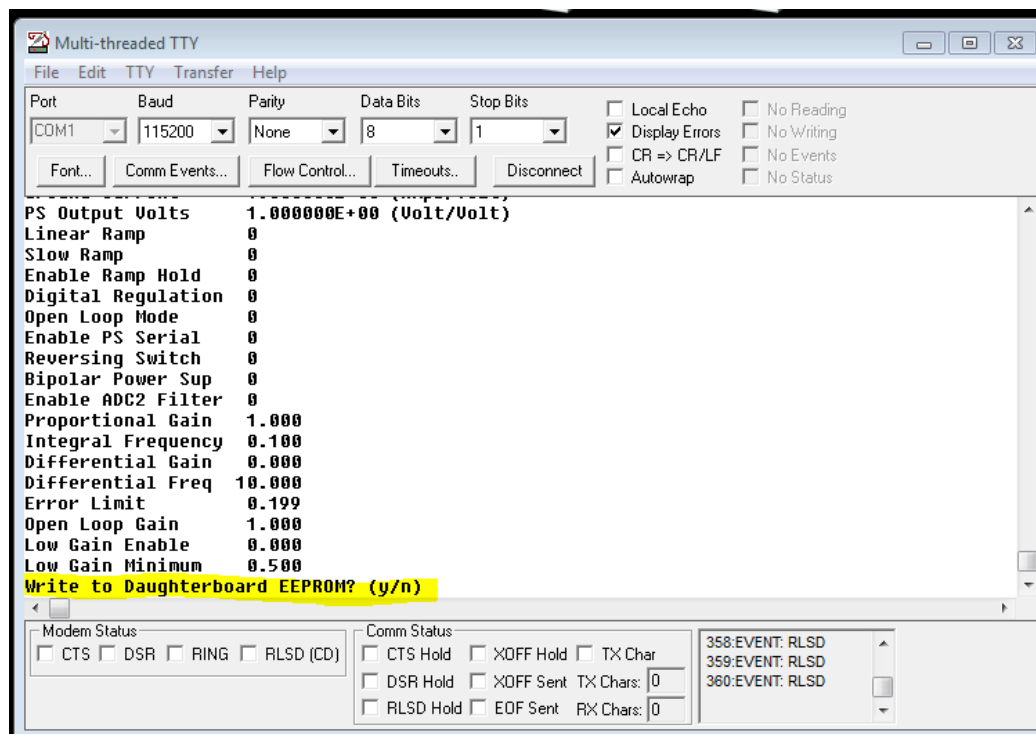 Multi-threaded TTY
File Edit TTY Transfer Help
Port Baud Parity Data Bits Stop Bits
COM1 115200 None 8 1
Font... Comm Events... Flow Control... Timeouts.. Disconnect
Local Echo No Reading
Display Errors No Writing
CR => CR/LF No Events
Autowrap No Status
PS Output Volts 1.000000E+00 (Volt/Volt)
Linear Ramp 0
Slow Ramp 0
Enable Ramp Hold 0
Digital Regulation 0
Open Loop Mode 0
Enable PS Serial 0
Reversing Switch 0
Bipolar Power Sup 0
Enable ADC2 Filter 0
Proportional Gain 1.000
Integral Frequency 0.100
Differential Gain 0.000
Differential Freq 10.000
Error Limit 0.199
Open Loop Gain 1.000
Low Gain Enable 0.000
Low Gain Minimum 0.500
Write to Daughterboard EEPROM? (y/n)
Modem Status
CTS DSR RING RLSD (CD)
Comm Status
CTS Hold XOFF Hold TX Char
DSR Hold XOFF Sent TX Chars: 0
RLSD Hold EOF Sent RX Chars: 0
358:EVENT: RLSD
359:EVENT: RLSD
360:EVENT: RLSD